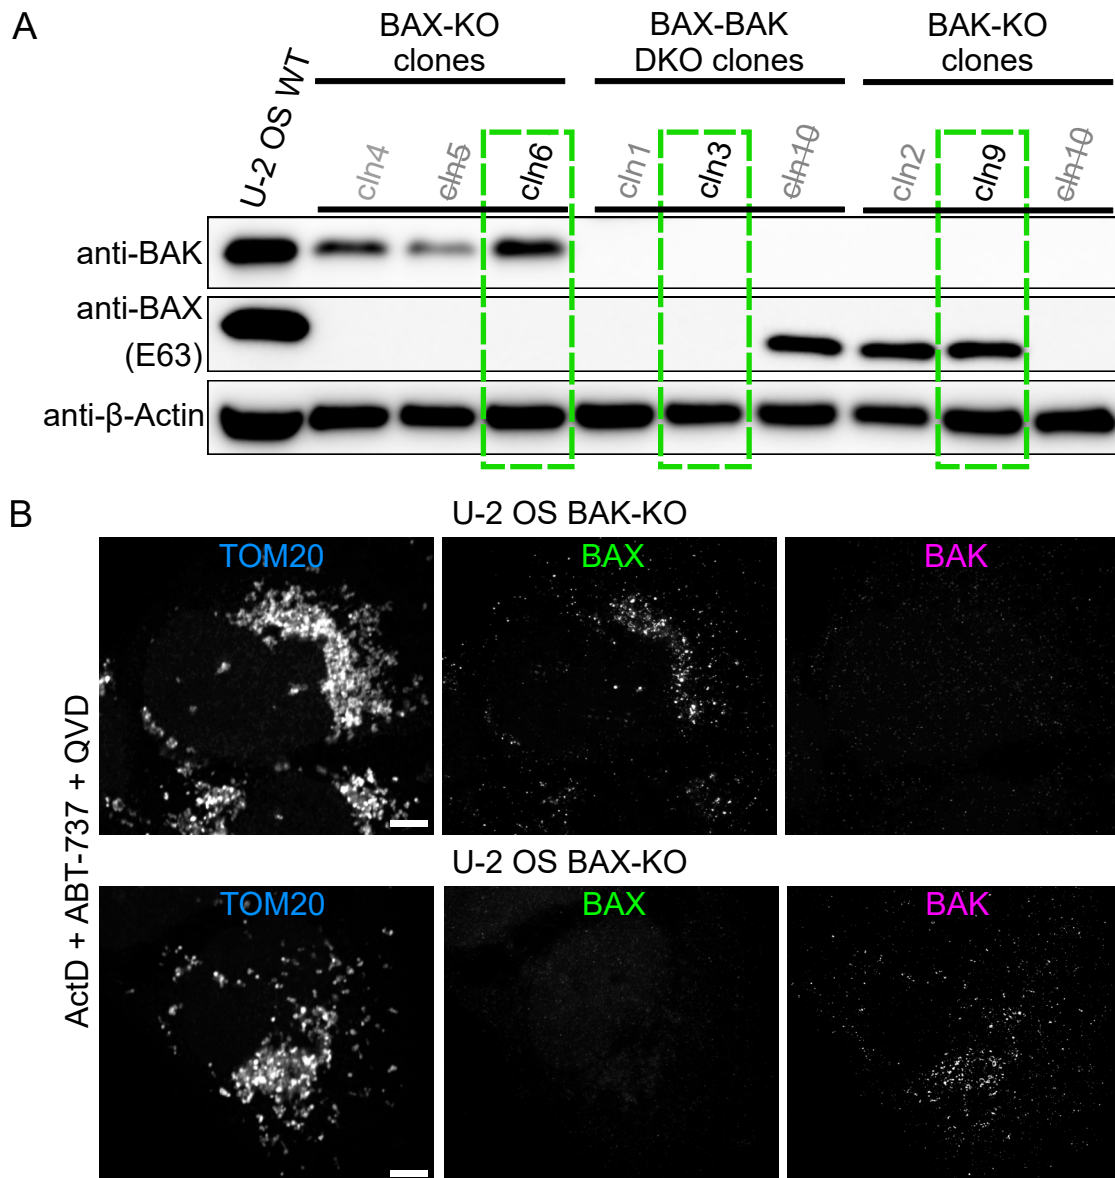 A
BAX-KO
clones
BAX-BAK
DKO clones
BAK-KO
clones
U-2 OS WT
cln4
cln5
cln6
cln1
cln3
cln10
cln2
cln9
cln10
anti-BAK
anti-BAX
(E63)
anti-β-Actin
B
U-2 OS BAK-KO
TOM20
BAX
BAK
ActD + ABT-737 + QVD
U-2 OS BAX-KO
TOM20
BAX
BAK